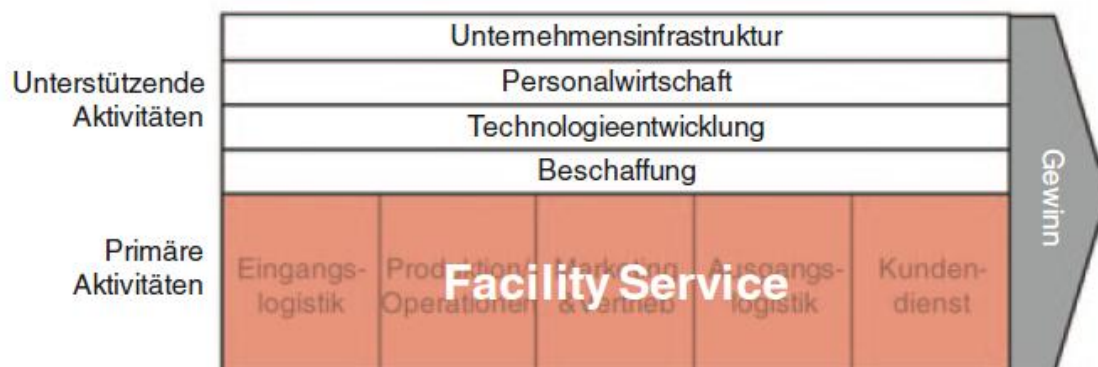 Unternehmensinfrastruktur
Unterstützende
Aktivitäten
Personalwirtschaft
Technologieentwicklung
Beschaffung
Gewinn
Primäre
Aktivitäten
Eingangs-
logistik
Produktion/
Operationen
Marketing
& Vertrieb
Ausgangs-
logistik
Kunden-
dienst
Facility Service